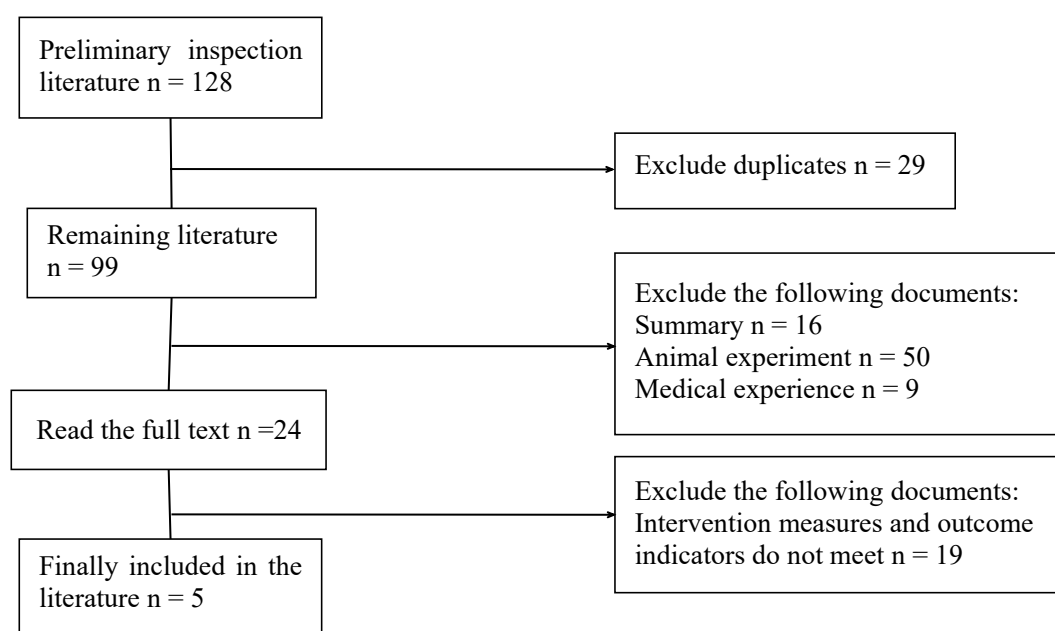 Preliminary inspection
literature n = 128
Exclude duplicates n = 29
Remaining literature
n = 99
Exclude the following documents:
Summary n = 16
Animal experiment n = 50
Medical experience n = 9
Read the full text n =24
Exclude the following documents:
Intervention measures and outcome
indicators do not meet n = 19
Finally included in the
literature n = 5